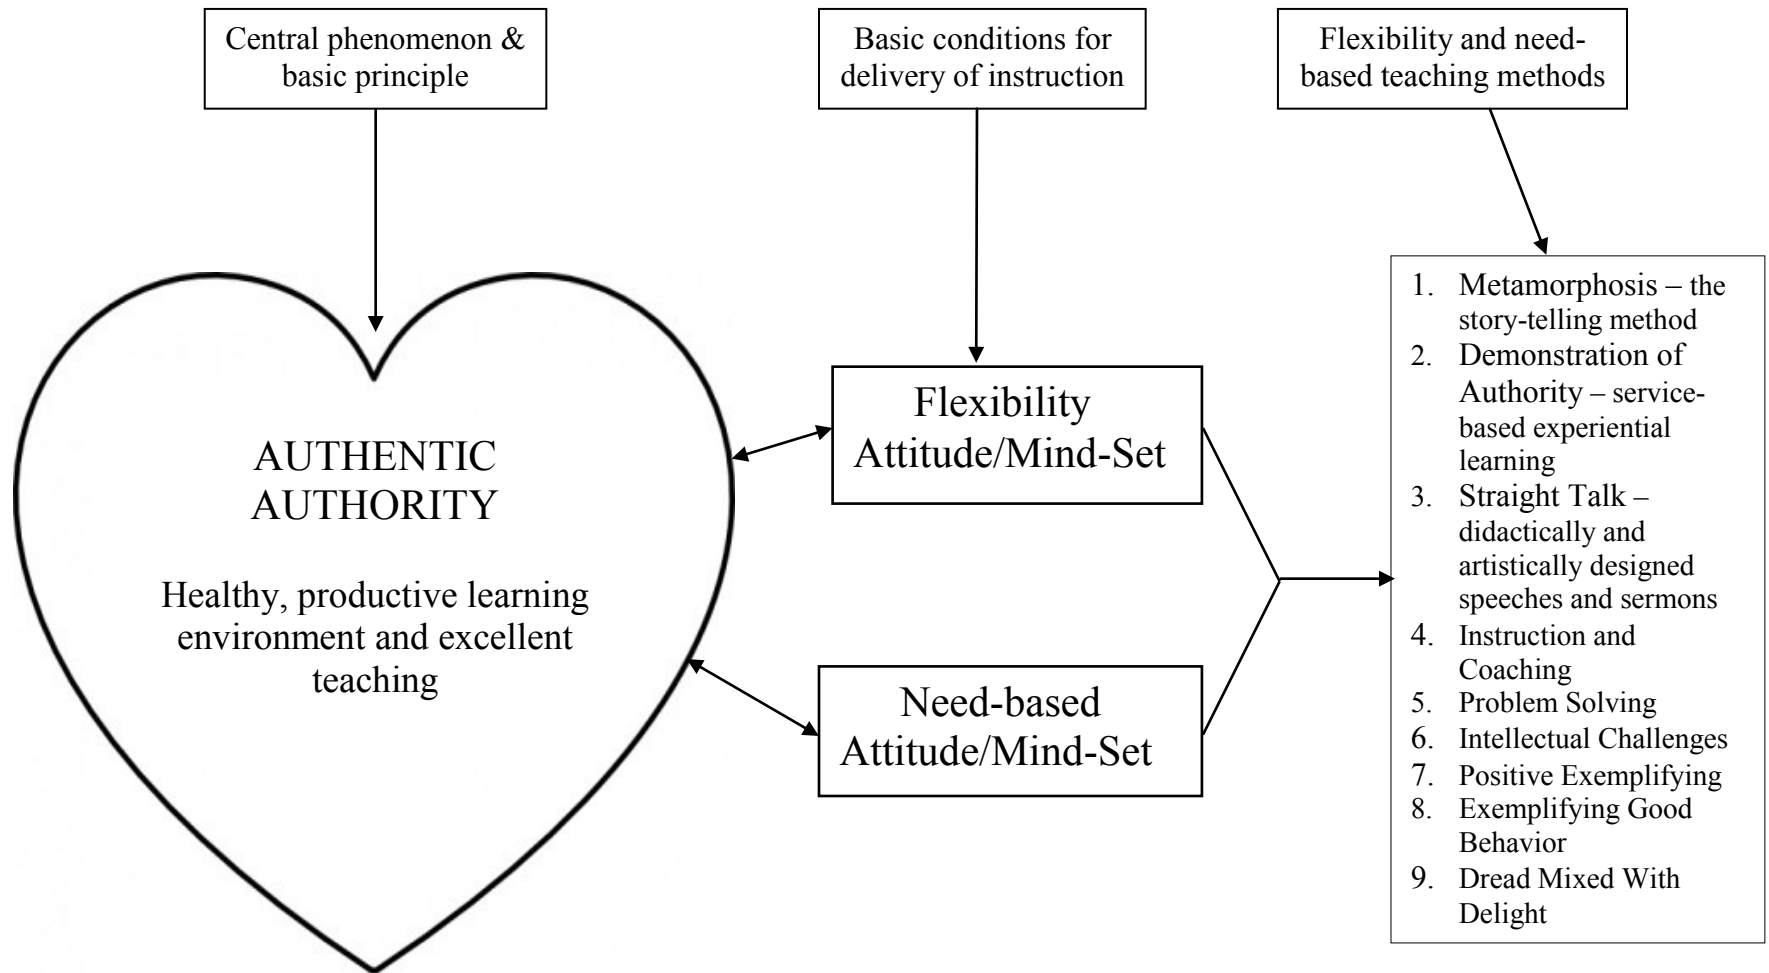 Central phenomenon &
basic principle
Basic conditions for
delivery of instruction
Flexibility and need-
based teaching methods
AUTHENTIC
AUTHORITY
Healthy, productive learning
environment and excellent
teaching
Flexibility
Attitude/Mind-Set
Need-based
Attitude/Mind-Set
1. Metamorphosis – the
story-telling method
2. Demonstration of
Authority – service-
based experiential
learning
3. Straight Talk –
didactically and
artistically designed
speeches and sermons
4. Instruction and
Coaching
5. Problem Solving
6. Intellectual Challenges
7. Positive Exemplifying
8. Exemplifying Good
Behavior
9. Dread Mixed With
Delight